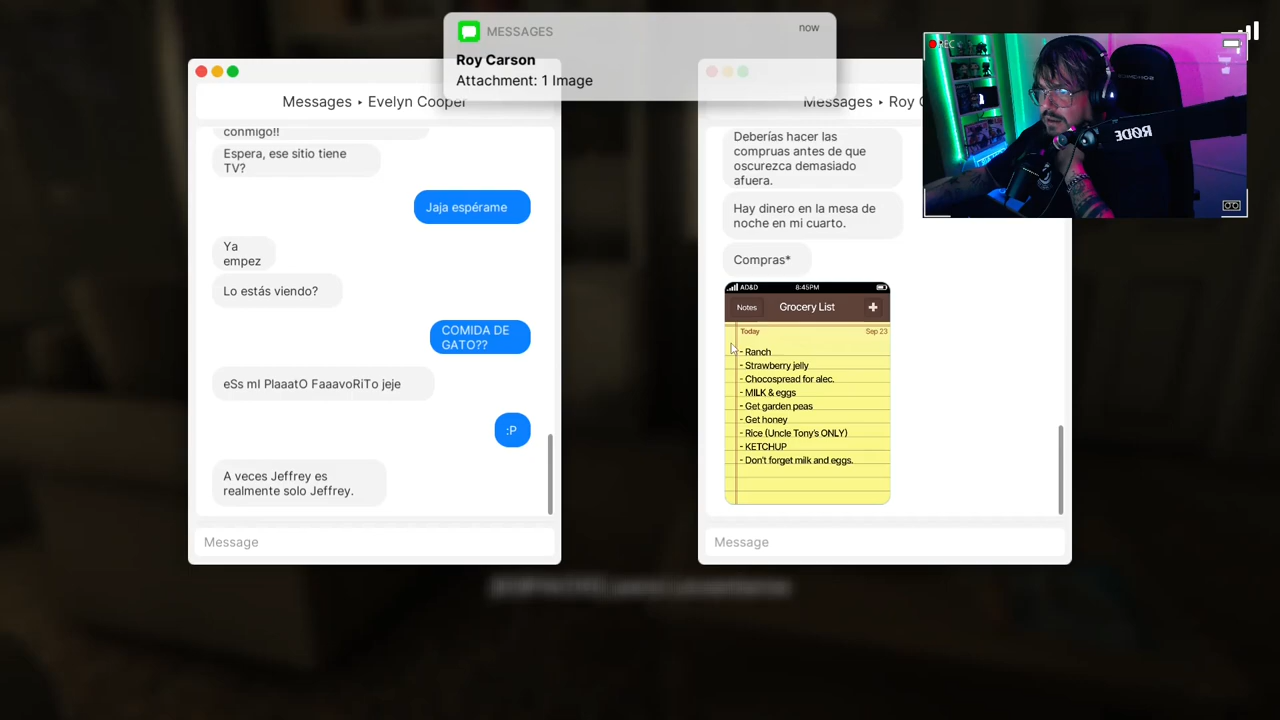 MESSAGES
now
Roy Carson
Attachment: 1 Image
Messages ▸ Evelyn Cooper
conmigo!!
Espera, ese sitio tiene
TV?
Jaja espérame
Ya
empez
Lo estás viendo?
COMIDA DE
GATO??
eSs mI PlaaatO FaaavoRiTo jeje
:P
A veces Jeffrey es
realmente solo Jeffrey.
Message
Messages ▸ Roy C
Deberías hacer las
compruas antes de que
oscurezca demasiado
afuera.
Hay dinero en la mesa de
noche en mi cuarto.
Compras*
AD&D
8:45PM
Notes
Grocery List
+
Today
Sep 23
- Ranch
- Strawberry jelly
- Chocospread for alec.
- MILK & eggs
- Get garden peas
- Get honey
- Rice (Uncle Tony's ONLY)
- KETCHUP
- Don't forget milk and eggs.
Message
REC
RØDE